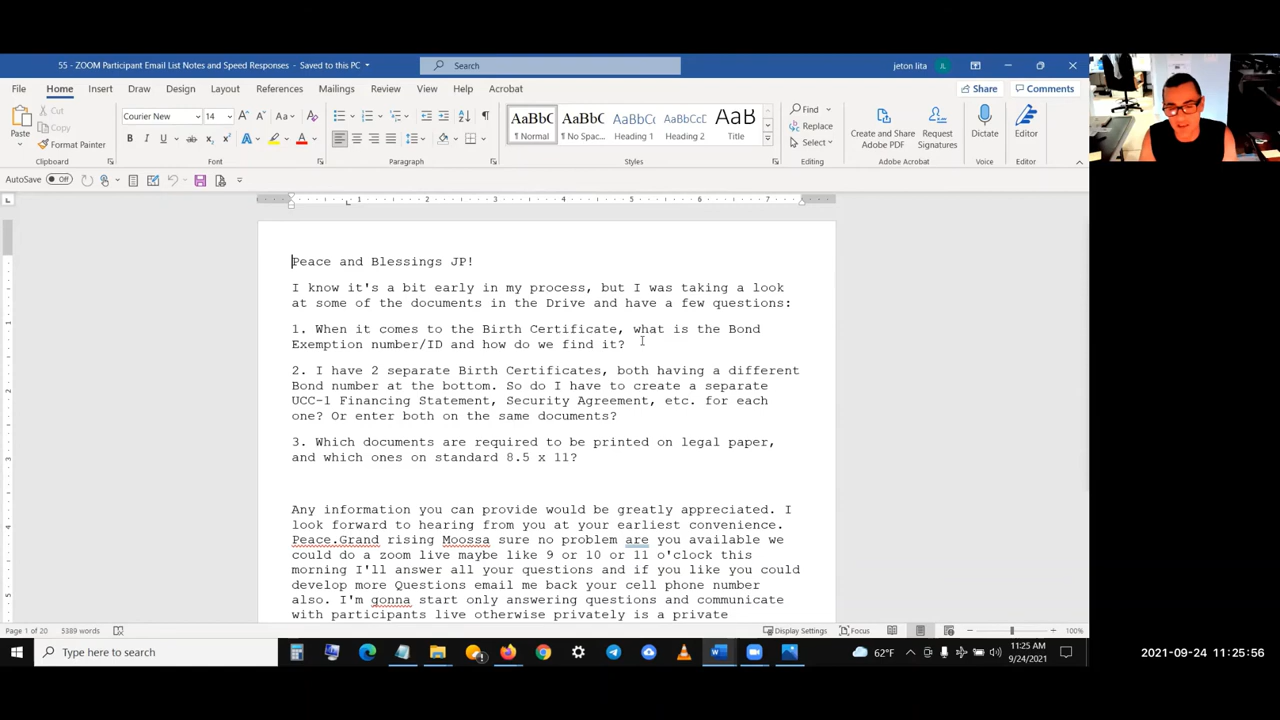 55 - ZOOM Participant Email List Notes and Speed Responses - Saved to this PC
Search
jeton lita
JL
File Home Insert Draw Design Layout References Mailings Review View Help Acrobat
Share Comments
Paste
Cut
Copy
Format Painter
Clipboard
Courier New 14
Font
Paragraph
AaBbC AaBbC AaBbCc AaBbCcC AaB
¶ Normal ¶ No Spac... Heading 1 Heading 2 Title
Styles
Find
Replace
Select
Editing
Create and Share Adobe PDF
Request Signatures
Adobe Acrobat
Dictate
Voice
Editor
Editor
AutoSave Off
1 2 3 4 5 6 7
Peace and Blessings JP!
I know it's a bit early in my process, but I was taking a look
at some of the documents in the Drive and have a few questions:
1. When it comes to the Birth Certificate, what is the Bond
Exemption number/ID and how do we find it?
2. I have 2 separate Birth Certificates, both having a different
Bond number at the bottom. So do I have to create a separate
UCC-1 Financing Statement, Security Agreement, etc. for each
one? Or enter both on the same documents?
3. Which documents are required to be printed on legal paper,
and which ones on standard 8.5 x 11?
Any information you can provide would be greatly appreciated. I
look forward to hearing from you at your earliest convenience.
Peace.Grand rising Moossa sure no problem are you available we
could do a zoom live maybe like 9 or 10 or 11 o'clock this
morning I'll answer all your questions and if you like you could
develop more Questions email me back your cell phone number
also. I'm gonna start only answering questions and communicate
with participants live otherwise privately is a private
Page 1 of 20 5389 words
Display Settings Focus 100%
Type here to search
62°F
11:25 AM
9/24/2021
2021-09-24 11:25:56